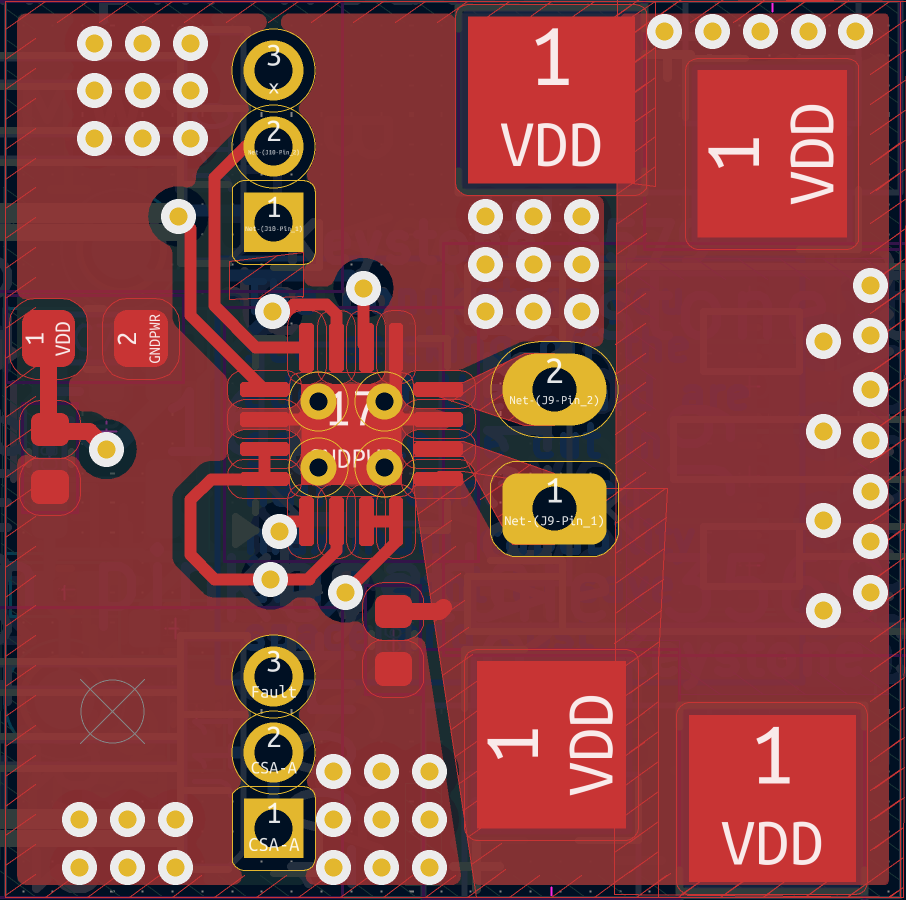 3
x
2
Net-(J10-Pin_2)
1
Net-(J10-Pin_1)
1
VDD
1
VDD
1
VDD
2
GNDPWR
17
2
Net-(J9-Pin_2)
1
Net-(J9-Pin_1)
3
Fault
2
CSA-A
1
CSA-A
1
VDD
1
VDD